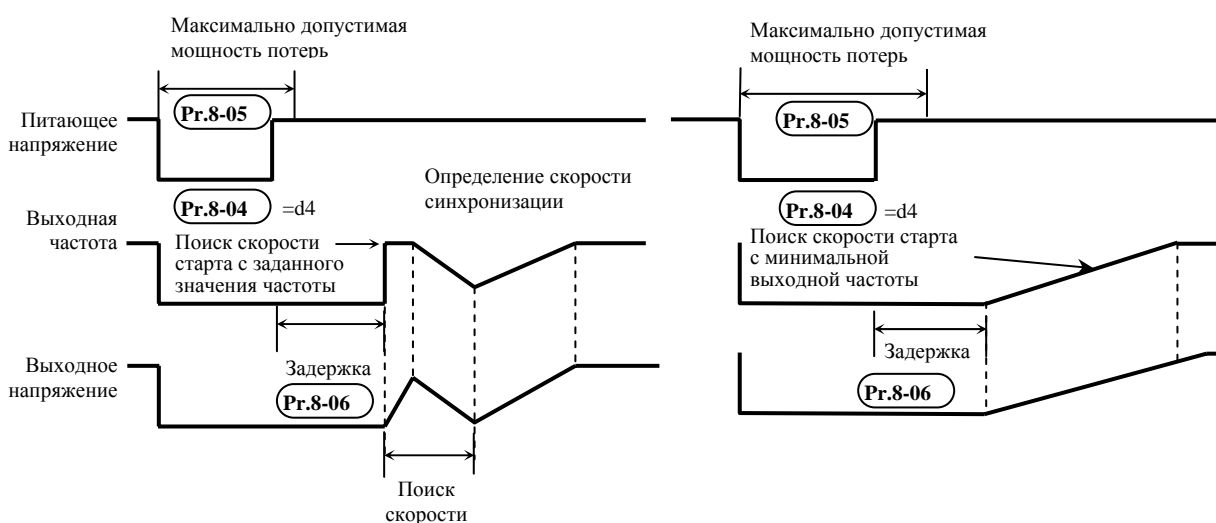 Максимально допустимая
мощность потерь
Pr.8-05
Питающее
напряжение
Pr.8-04 =d4
Определение скорости
синхронизации
Выходная
частота
Поиск скорости
старта с заданного
значения частоты
Задержка
Выходное
напряжение
Pr.8-06
Поиск
скорости
Максимально допустимая
мощность потерь
Pr.8-05
Pr.8-04 =d4
Поиск скорости старта
с минимальной
выходной частоты
Задержка
Pr.8-06